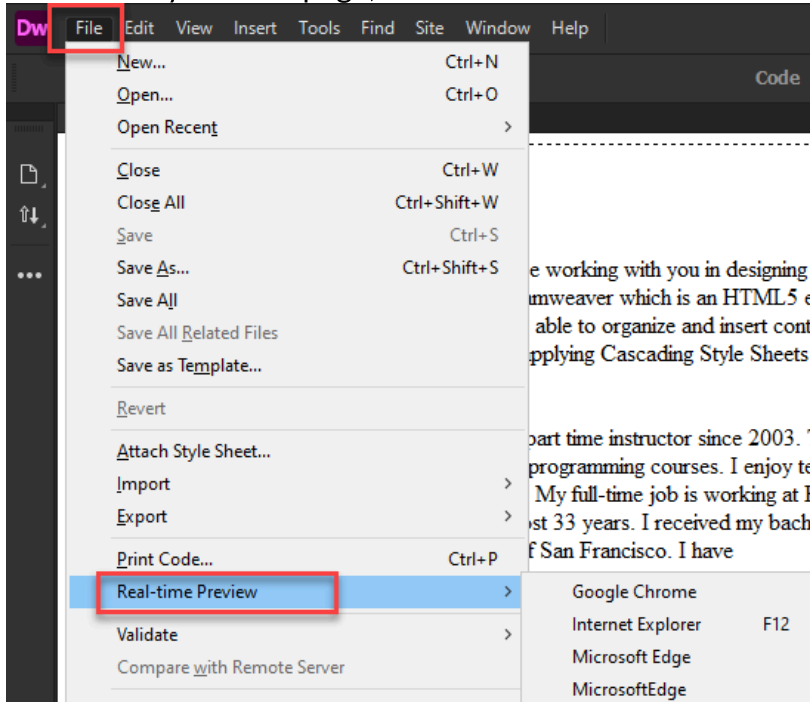 Dw File Edit View Insert Tools Find Site Window Help
New... Ctrl+N
Code
Open... Ctrl+O
Open Recent >
Close Ctrl+W
Close All Ctrl+Shift+W
Save Ctrl+S
Save As... Ctrl+Shift+S
e working with you in designing
Save All
mweaver which is an HTML5 e
Save All Related Files
able to organize and insert cont
Save as Template...
pplying Cascading Style Sheets
Revert
Attach Style Sheet...
part time instructor since 2003.
Import >
programming courses. I enjoy te
My full-time job is working at
Export >
st 33 years. I received my bach
Print Code... Ctrl+P
f San Francisco. I have
Real-time Preview >
Google Chrome
Validate >
Internet Explorer F12
Compare with Remote Server
Microsoft Edge
MicrosoftEdge